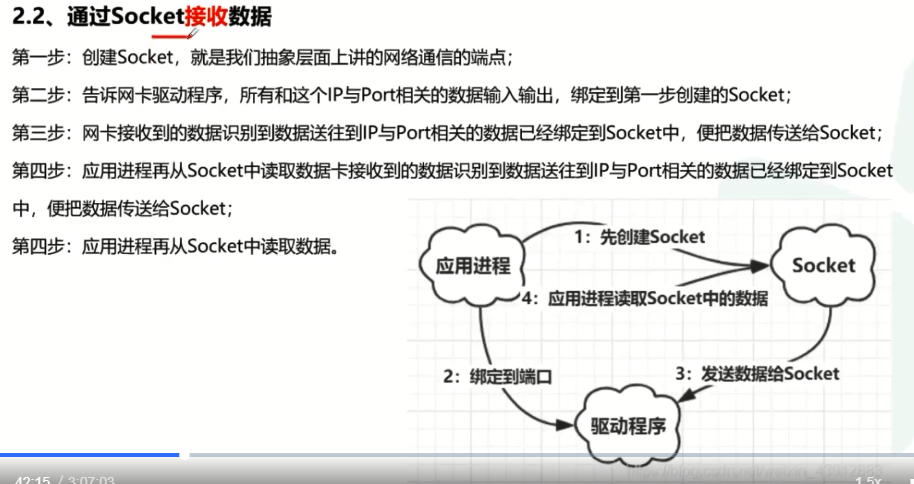 2.2、通过Socket接收数据
第一步：创建Socket，就是我们抽象层面上讲的网络通信的端点；
第二步：告诉网卡驱动程序，所有和这个IP与Port相关的数据输入输出，绑定到第一步创建的Socket；
第三步：网卡接收到的数据识别到数据送往到IP与Port相关的数据已经绑定到Socket中，便把数据传送给Socket；
第四步：应用进程再从Socket中读取数据卡接收到的数据识别到数据送往到IP与Port相关的数据已经绑定到Socket
中，便把数据传送给Socket；
第四步：应用进程再从Socket中读取数据。
1：先创建Socket
应用进程
Socket
4：应用进程读取Socket中的数据
2：绑定到端口
3：发送数据给Socket
驱动程序
42:15 / 3:07:03
1.5x